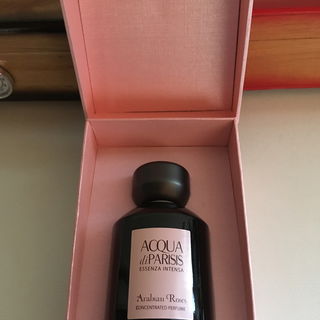 ACQUA
di PARISIS
ESSENZA INTENSA
Arabian Roses
CONCENTRATED PERFUME